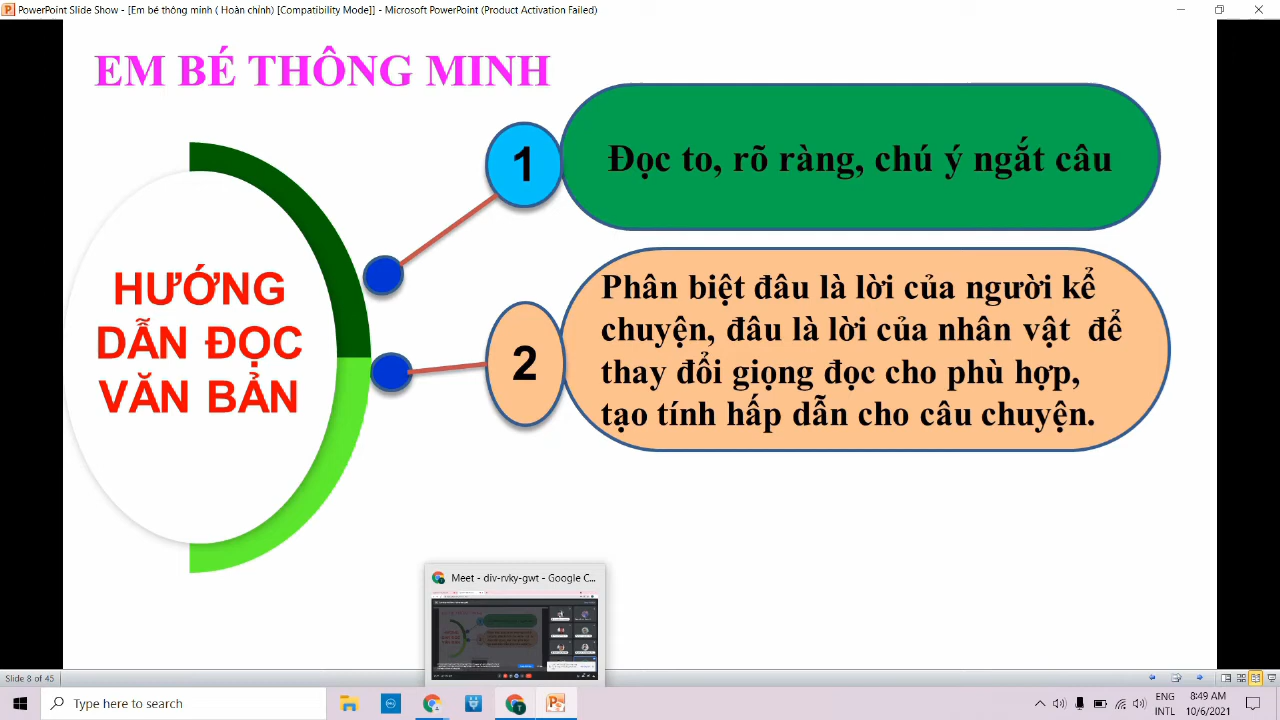 PowerPoint Slide Show - [Em bé thông minh ( Hoàn chỉnh) [Compatibility Mode]] - Microsoft PowerPoint (Product Activation Failed)
EM BÉ THÔNG MINH
1
Đọc to, rõ ràng, chú ý ngắt câu
HƯỚNG
DẪN ĐỌC
VĂN BẢN
2
Phân biệt đâu là lời của người kể
chuyện, đâu là lời của nhân vật để
thay đổi giọng đọc cho phù hợp,
tạo tính hấp dẫn cho câu chuyện.
Meet - div-rvky-gwt - Google C...
Slide 8 of 45
Type here to search
ENG
INTL
8:49 AM
10/6/2021